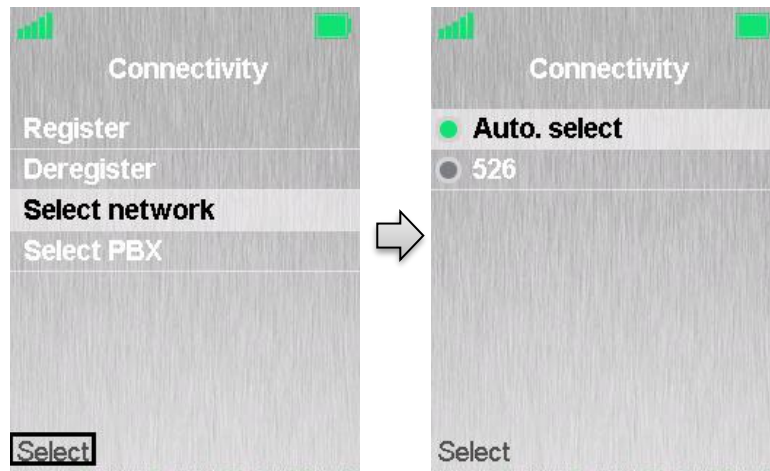 Connectivity
Register
Deregister
Select network
Select PBX
Select
Connectivity
Auto. select
526
Select